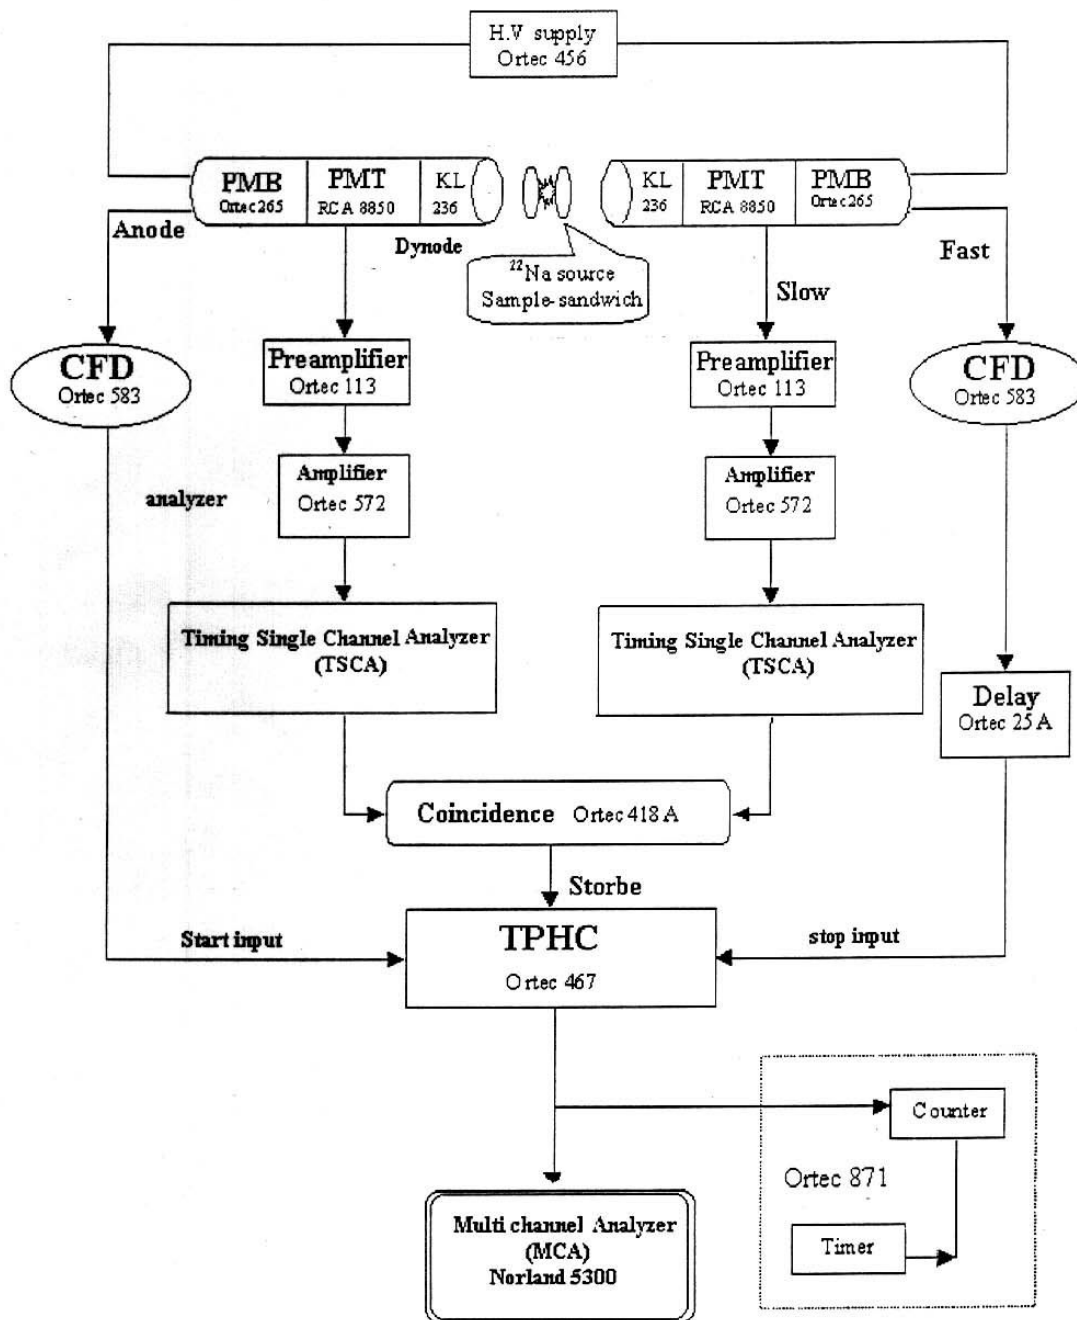 H.V supply
Ortec 456
PMB
Ortec 265
PMT
RCA 8850
KL
236
KL
236
PMT
RCA 8850
PMB
Ortec 265
Anode
Dynode
22Na source
Sample-sandwich
Slow
Fast
CFD
Ortec 583
Preamplifier
Ortec 113
Preamplifier
Ortec 113
CFD
Ortec 583
analyzer
Amplifier
Ortec 572
Amplifier
Ortec 572
Timing Single Channel Analyzer
(TSCA)
Timing Single Channel Analyzer
(TSCA)
Delay
Ortec 25 A
Coincidence Ortec 418 A
Storbe
Start input
TPHC
Ortec 467
stop input
Counter
Ortec 871
Timer
Multi channel Analyzer
(MCA)
Norland 5300